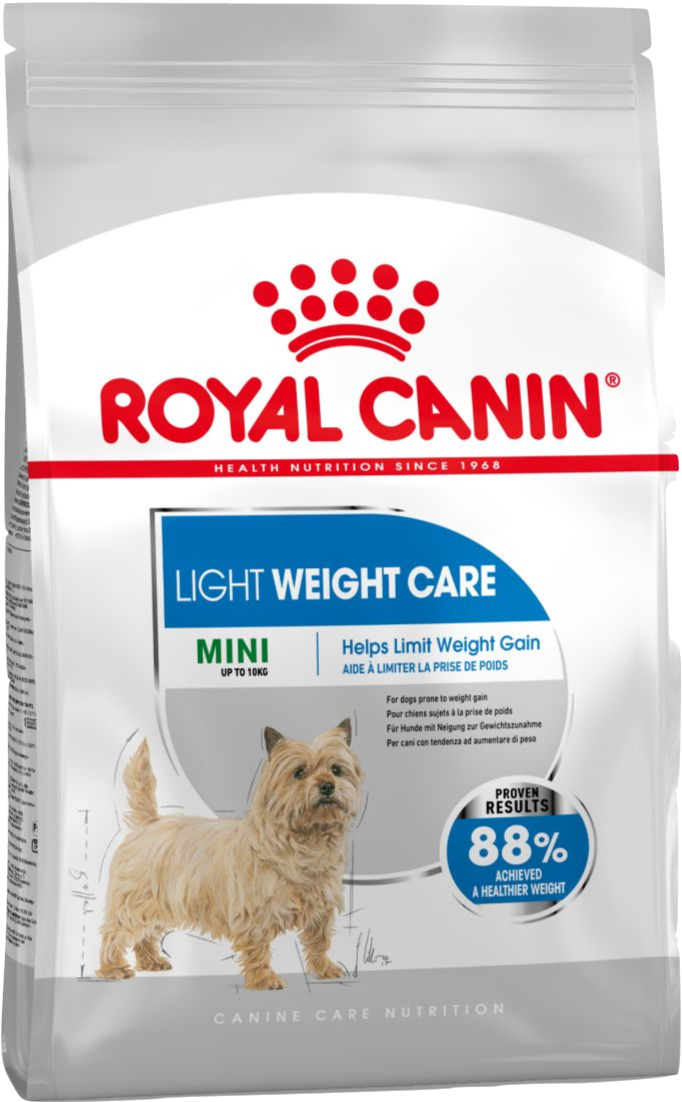 ROYAL CANIN®
HEALTH NUTRITION SINCE 1968
LIGHT WEIGHT CARE
MINI
UP TO 10KG
Helps Limit Weight Gain
AIDE À LIMITER LA PRISE DE POIDS
For dogs prone to weight gain
Pour chiens sujets à la prise de poids
Für Hunde mit Neigung zur Gewichtszunahme
Per cani con tendenza ad aumentare di peso
PROVEN
RESULTS
88%
ACHIEVED
A HEALTHIER WEIGHT
CANINE CARE NUTRITION